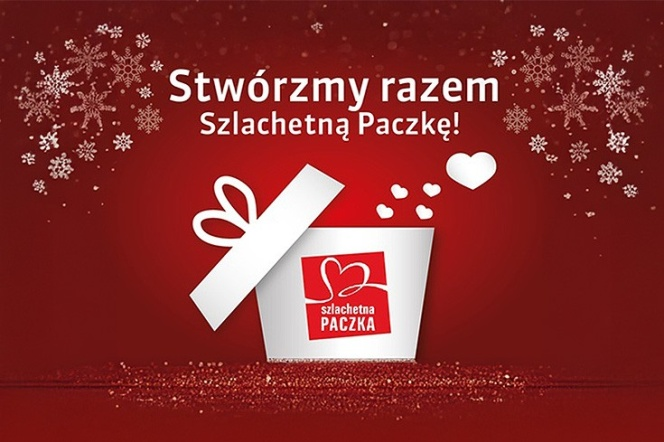 Stwórzmy razem
Szlachetną Paczkę!
szlachetna
PACZKA